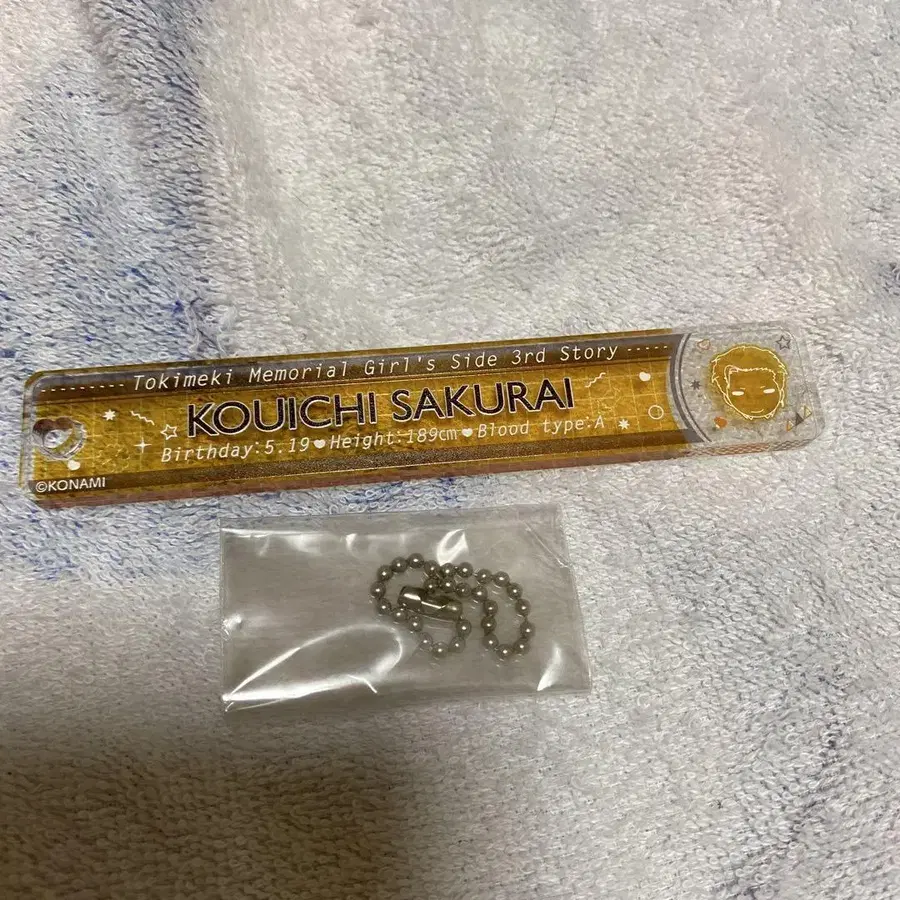 Tokimeki Memorial Girl's Side 3rd Story
KOUICHI SAKURAI
Birthday:5.19♥Height:189cm♥Blood type:A
©KONAMI